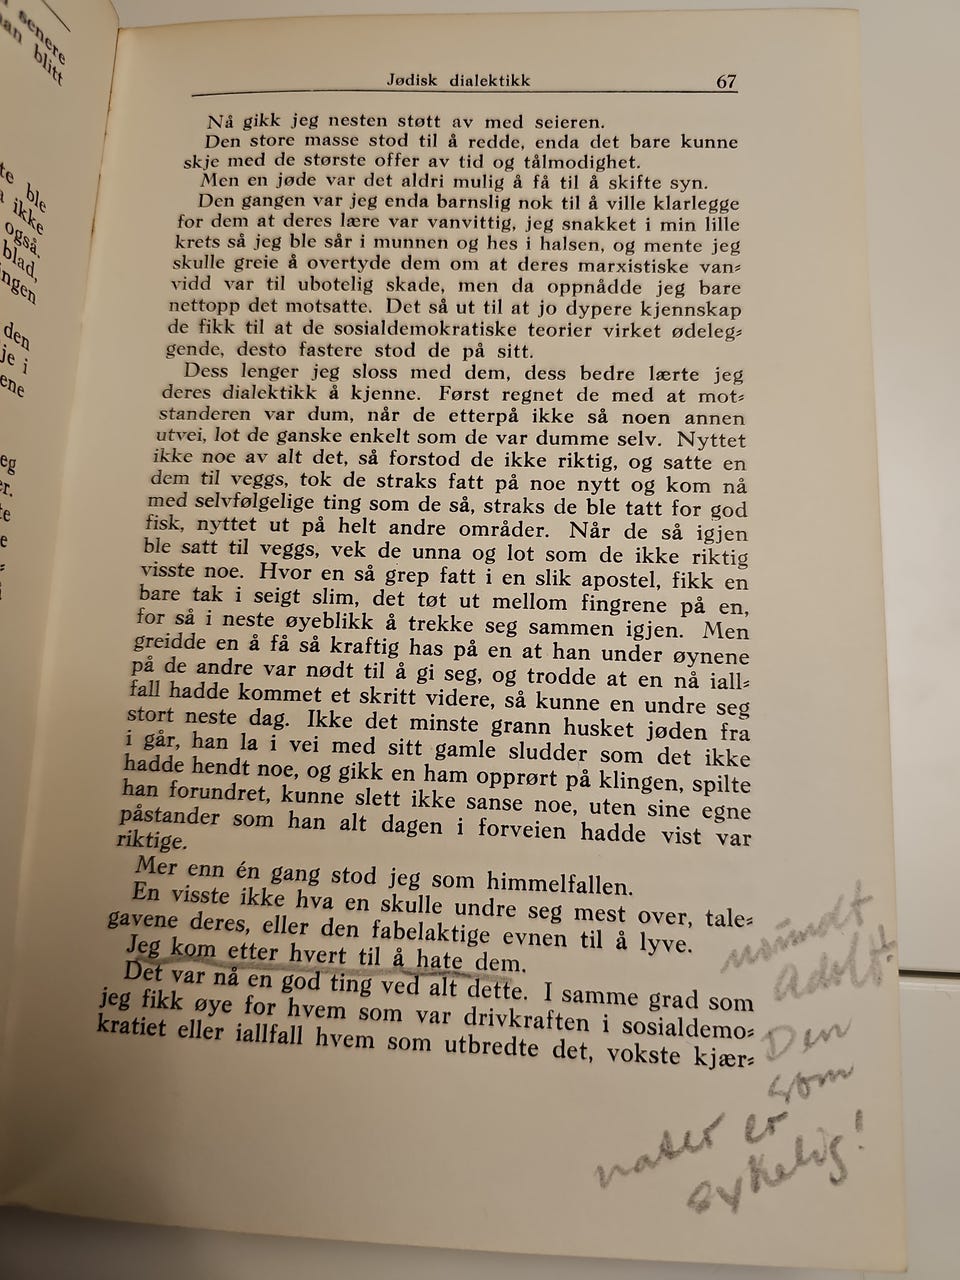 senere
blitt
ble
ikke
også.
blad,
den
Jødisk dialektikk 67
Nå gikk jeg nesten støtt av med seieren.
Den store masse stod til å redde, enda det bare kunne
skje med de største offer av tid og tålmodighet.
Men en jøde var det aldri mulig å få til å skifte syn.
Den gangen var jeg enda barnslig nok til å ville klarlegge
for dem at deres lære var vanvittig, jeg snakket i min lille
krets så jeg ble sår i munnen og hes i halsen, og mente jeg
skulle greie å overtyde dem om at deres marxistiske van⸗
vidd var til ubotelig skade, men da oppnådde jeg bare
nettopp det motsatte. Det så ut til at jo dypere kjennskap
de fikk til at de sosialdemokratiske teorier virket ødeleg⸗
gende, desto fastere stod de på sitt.
Dess lenger jeg sloss med dem, dess bedre lærte jeg
deres dialektikk å kjenne. Først regnet de med at mot⸗
standeren var dum, når de etterpå ikke så noen annen
utvei, lot de ganske enkelt som de var dumme selv. Nyttet
ikke noe av alt det, så forstod de ikke riktig, og satte en
dem til veggs, tok de straks fatt på noe nytt og kom nå
med selvfølgelige ting som de så, straks de ble tatt for god
fisk, nyttet ut på helt andre områder. Når de så igjen
ble satt til veggs, vek de unna og lot som de ikke riktig
visste noe. Hvor en så grep fatt i en slik apostel, fikk en
bare tak i seigt slim, det tøt ut mellom fingrene på en,
for så i neste øyeblikk å trekke seg sammen igjen. Men
greidde en å få så kraftig has på en at han under øynene
på de andre var nødt til å gi seg, og trodde at en nå iall⸗
fall hadde kommet et skritt videre, så kunne en undre seg
stort neste dag. Ikke det minste grann husket jøden fra
i går, han la i vei med sitt gamle sludder som det ikke
hadde hendt noe, og gikk en ham opprørt på klingen, spilte
han forundret, kunne slett ikke sanse noe, uten sine egne
påstander som han alt dagen i forveien hadde vist var
riktige.
Mer enn én gang stod jeg som himmelfallen.
En visste ikke hva en skulle undre seg mest over, tale⸗
gavene deres, eller den fabelaktige evnen til å lyve.
Jeg kom etter hvert til å hate dem.
Det var nå en god ting ved alt dette. I samme grad som
jeg fikk øye for hvem som var drivkraften i sosialdemo⸗
kratiet eller iallfall hvem som utbredte det, vokste kjær⸗
usundt
Adolf!
Den
som
hater er
sykelig!